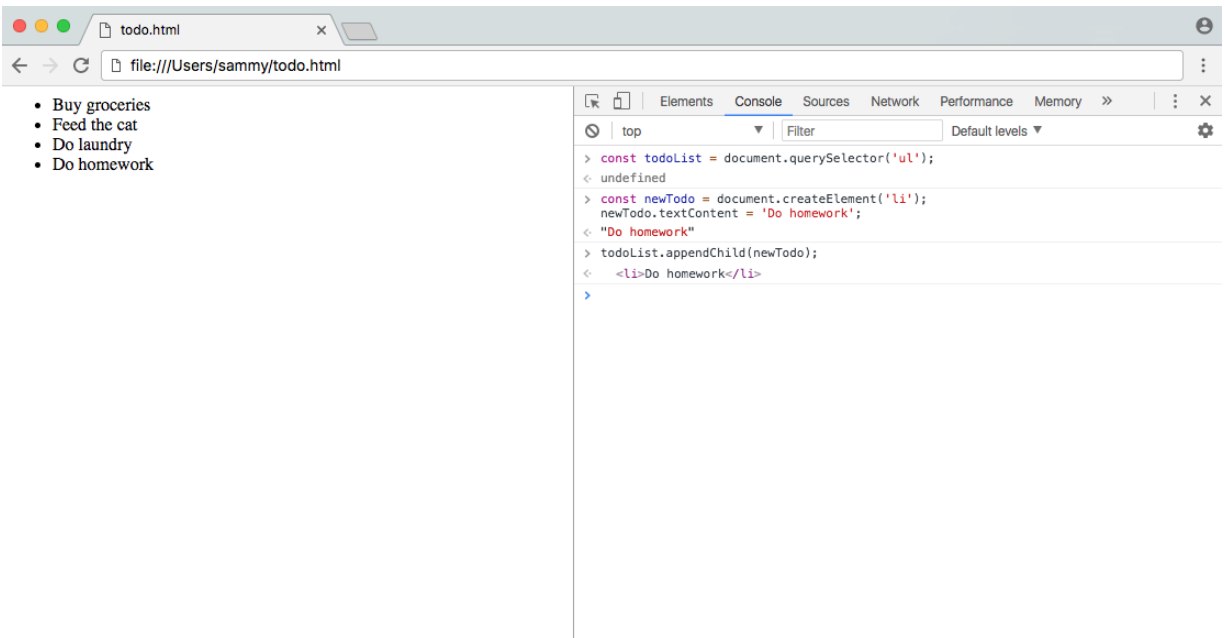 todo.html
file:///Users/sammy/todo.html
Buy groceries
Feed the cat
Do laundry
Do homework
Elements Console Sources Network Performance Memory »
top Filter Default levels
> const todoList = document.querySelector('ul');
undefined
> const newTodo = document.createElement('li');
newTodo.textContent = 'Do homework';
"Do homework"
> todoList.appendChild(newTodo);
<li>Do homework</li>
>